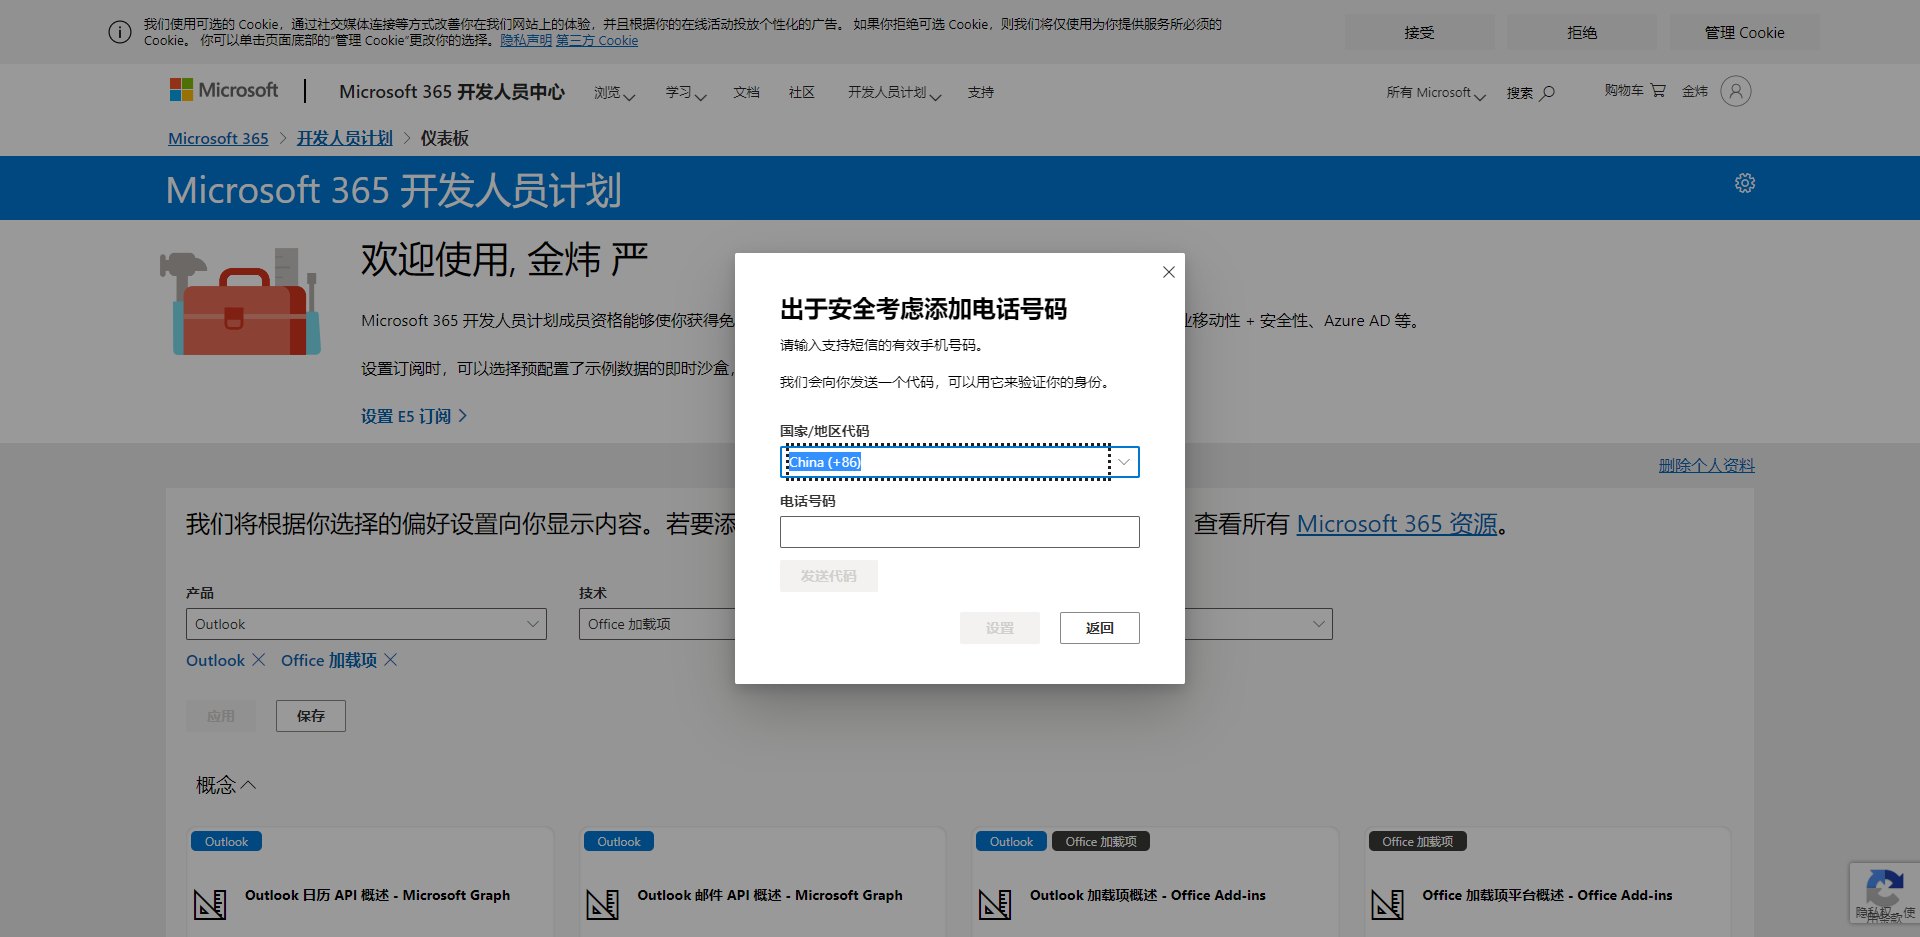 我们使用可选的 Cookie，通过社交媒体连接等方式改善你在我们网站上的体验，并且根据你的在线活动投放个性化的广告。 如果你拒绝可选 Cookie，则我们将仅使用为你提供服务所必须的
Cookie。 你可以单击页面底部的“管理 Cookie”更改你的选择。隐私声明 第三方 Cookie
接受
拒绝
管理 Cookie
Microsoft
Microsoft 365 开发人员中心
浏览
学习
文档
社区
开发人员计划
支持
所有 Microsoft
搜索
购物车
金炜
Microsoft 365 > 开发人员计划 > 仪表板
Microsoft 365 开发人员计划
欢迎使用, 金炜 严
Microsoft 365 开发人员计划成员资格能够使你获得免
业移动性 + 安全性、Azure AD 等。
设置订阅时，可以选择预配置了示例数据的即时沙盒，
设置 E5 订阅
出于安全考虑添加电话号码
请输入支持短信的有效手机号码。
我们会向你发送一个代码，可以用它来验证你的身份。
国家/地区代码
China (+86)
电话号码
发送代码
设置
返回
删除个人资料
我们将根据你选择的偏好设置向你显示内容。若要添
查看所有 Microsoft 365 资源。
产品
技术
Outlook
Office 加载项
Outlook
Office 加载项
应用
保存
概念
Outlook
Outlook
Outlook
Office 加载项
Office 加载项
Outlook 日历 API 概述 - Microsoft Graph
Outlook 邮件 API 概述 - Microsoft Graph
Outlook 加载项概述 - Office Add-ins
Office 加载项平台概述 - Office Add-ins
隐私权 - 使
用条款